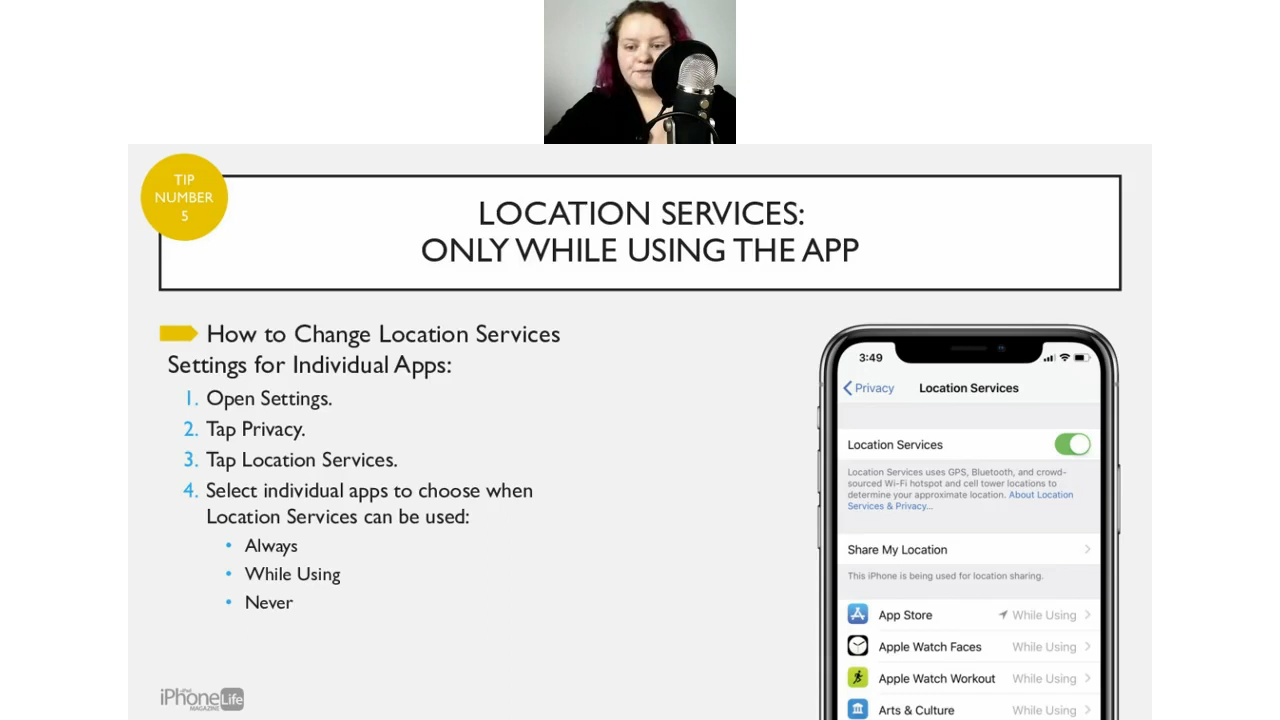 TIP
NUMBER
5
LOCATION SERVICES:
ONLY WHILE USING THE APP
How to Change Location Services
Settings for Individual Apps:
1. Open Settings.
2. Tap Privacy.
3. Tap Location Services.
4. Select individual apps to choose when
Location Services can be used:
• Always
• While Using
• Never
3:49
Privacy
Location Services
Location Services
Location Services uses GPS, Bluetooth, and crowd-
sourced Wi-Fi hotspot and cell tower locations to
determine your approximate location. About Location
Services & Privacy...
Share My Location
This iPhone is being used for location sharing.
App Store While Using
Apple Watch Faces While Using
Apple Watch Workout While Using
Arts & Culture While Using
iPhone Life
MAGAZINE